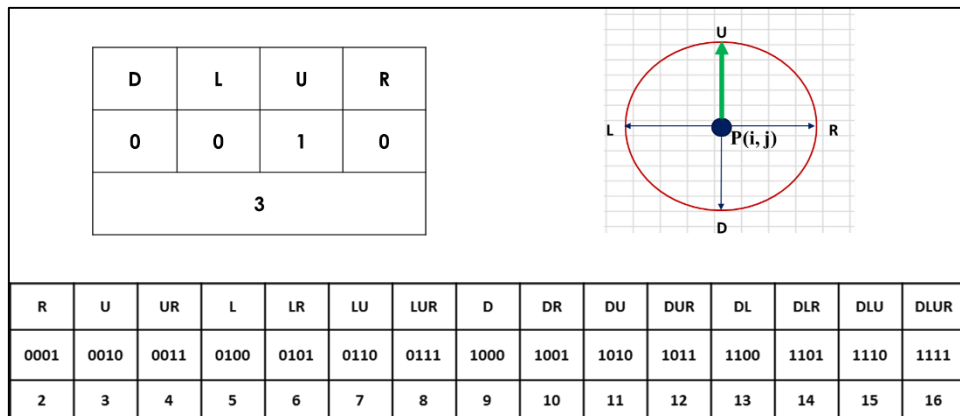 D L U R
0 0 1 0
3
U
L P(i, j) R
D
R U UR L LR LU LUR D DR DU DUR DL DLR DLU DLUR
0001 0010 0011 0100 0101 0110 0111 1000 1001 1010 1011 1100 1101 1110 1111
2 3 4 5 6 7 8 9 10 11 12 13 14 15 16